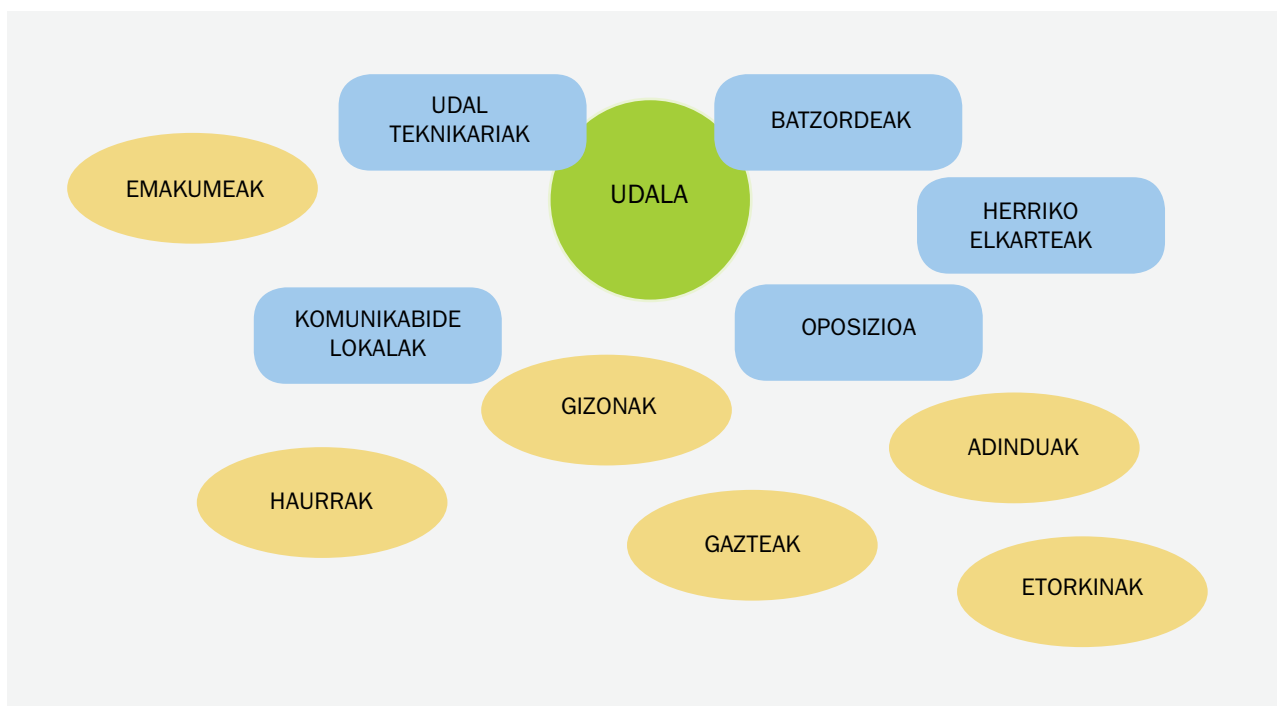 UDAL
TEKNIKARIAK
BATZORDEAK
EMAKUMEAK
UDALA
HERRIKO
ELKARTEAK
KOMUNIKABIDE
LOKALAK
OPOSIZIOA
GIZONAK
ADINDUAK
HAURRAK
GAZTEAK
ETORKINAK